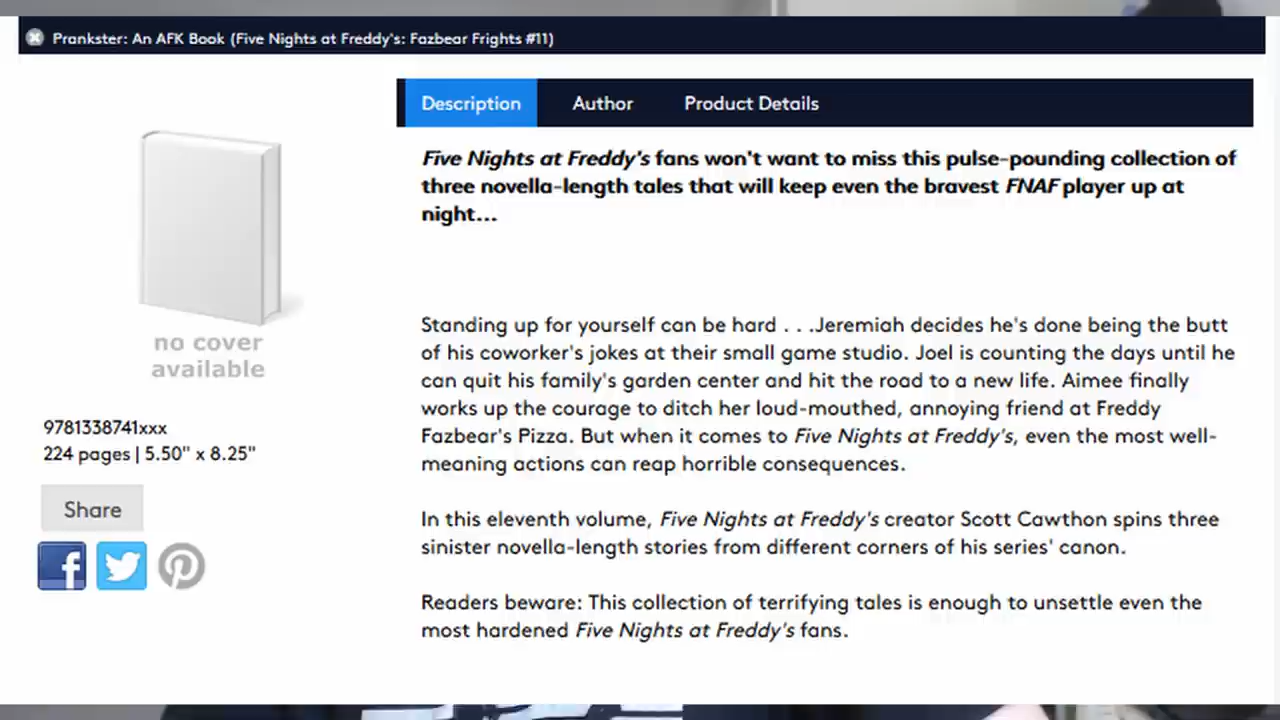 Prankster: An AFK Book (Five Nights at Freddy's: Fazbear Frights #11)
Description Author Product Details
Five Nights at Freddy's fans won't want to miss this pulse-pounding collection of
three novella-length tales that will keep even the bravest FNAF player up at
night...
no cover
available
9781338741xxx
224 pages | 5.50" x 8.25"
Share
Standing up for yourself can be hard . . .Jeremiah decides he's done being the butt
of his coworker's jokes at their small game studio. Joel is counting the days until he
can quit his family's garden center and hit the road to a new life. Aimee finally
works up the courage to ditch her loud-mouthed, annoying friend at Freddy
Fazbear's Pizza. But when it comes to Five Nights at Freddy's, even the most well-
meaning actions can reap horrible consequences.
In this eleventh volume, Five Nights at Freddy's creator Scott Cawthon spins three
sinister novella-length stories from different corners of his series' canon.
Readers beware: This collection of terrifying tales is enough to unsettle even the
most hardened Five Nights at Freddy's fans.